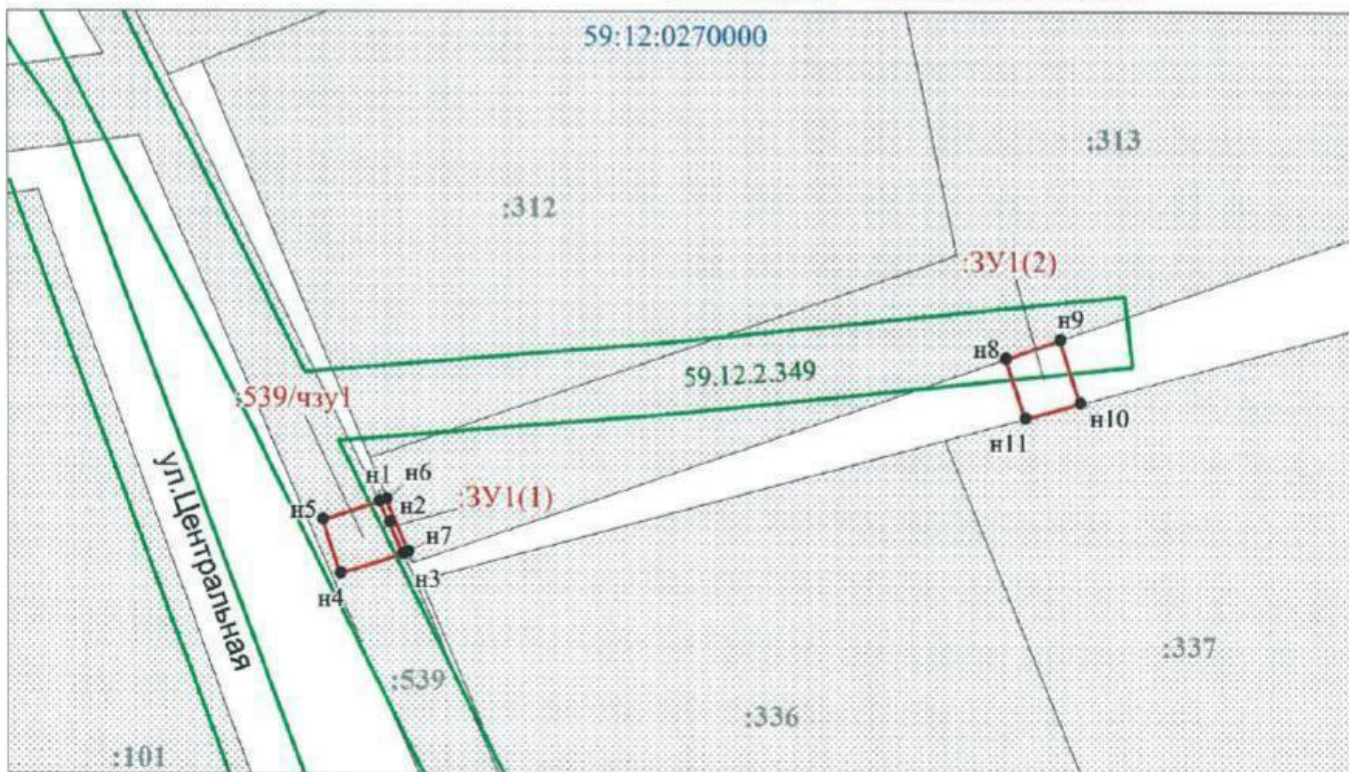 59:12:0270000
:313
:312
:ЗУ1(2)
н9
н8
59.12.2.349
:539/чзу1
н10
н11
ул.Центральная
н1
н6
:ЗУ1(1)
н5
н2
н7
н3
н4
:337
:539
:336
:101